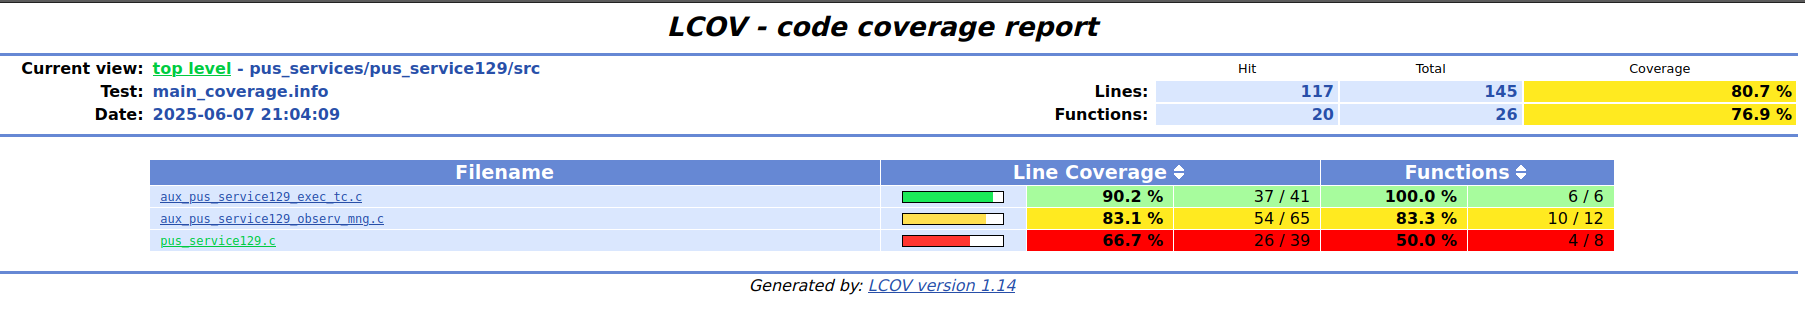 LCOV - code coverage report
Current view: top level - pus_services/pus_service129/src Hit Total Coverage
Test: main_coverage.info Lines: 117 145 80.7 %
Date: 2025-06-07 21:04:09 Functions: 20 26 76.9 %
Filename Line Coverage Functions
aux_pus_service129_exec_tc.c 90.2 % 37 / 41 100.0 % 6 / 6
aux_pus_service129_observ_mng.c 83.1 % 54 / 65 83.3 % 10 / 12
pus_service129.c 66.7 % 26 / 39 50.0 % 4 / 8
Generated by: LCOV version 1.14